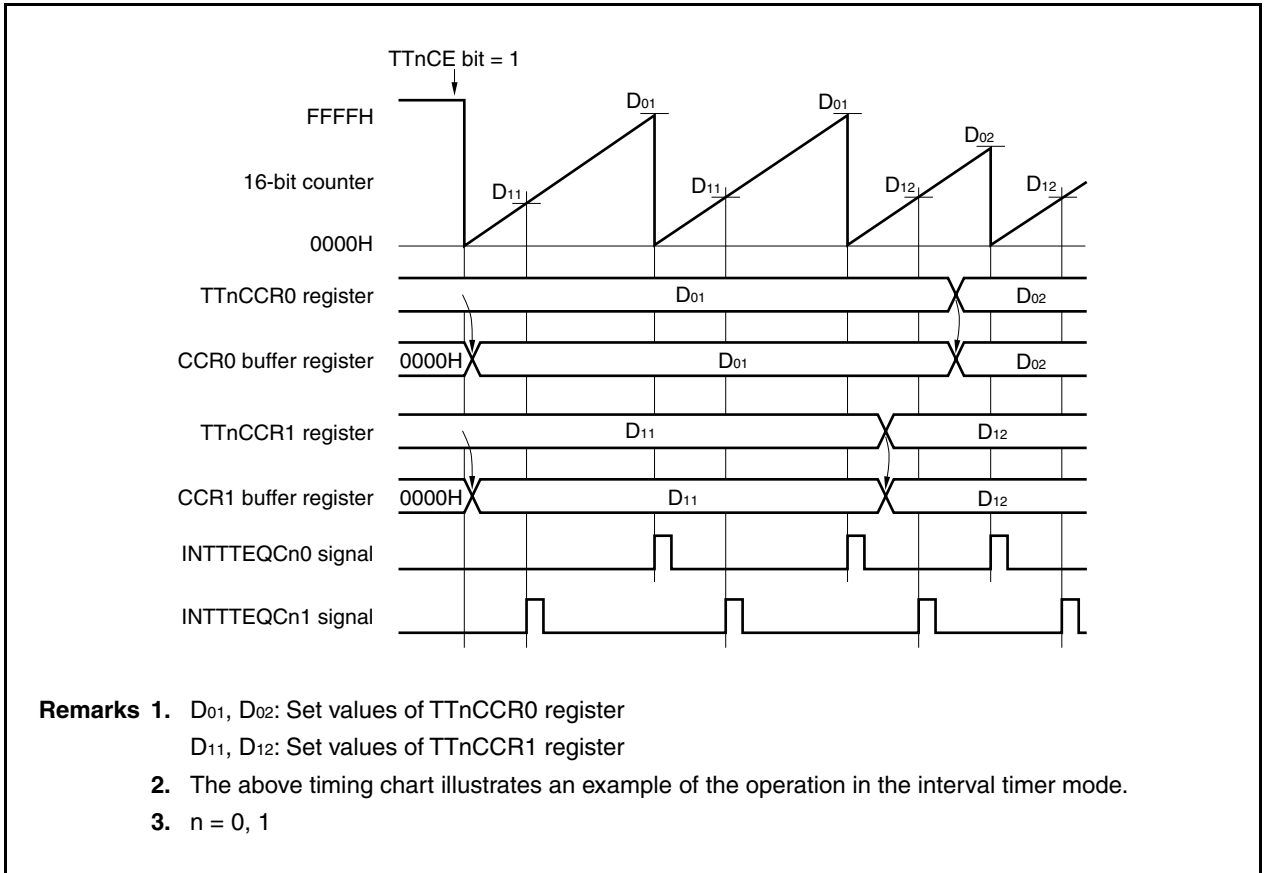 TTnCE bit = 1
FFFFH
D01 D01
D02
16-bit counter
D11 D11 D12 D12
0000H
TTnCCR0 register D01 D02
CCR0 buffer register 0000H D01 D02
TTnCCR1 register D11 D12
CCR1 buffer register 0000H D11 D12
INTTTEQCn0 signal
INTTTEQCn1 signal
Remarks 1. D01, D02: Set values of TTnCCR0 register
D11, D12: Set values of TTnCCR1 register
2. The above timing chart illustrates an example of the operation in the interval timer mode.
3. n = 0, 1